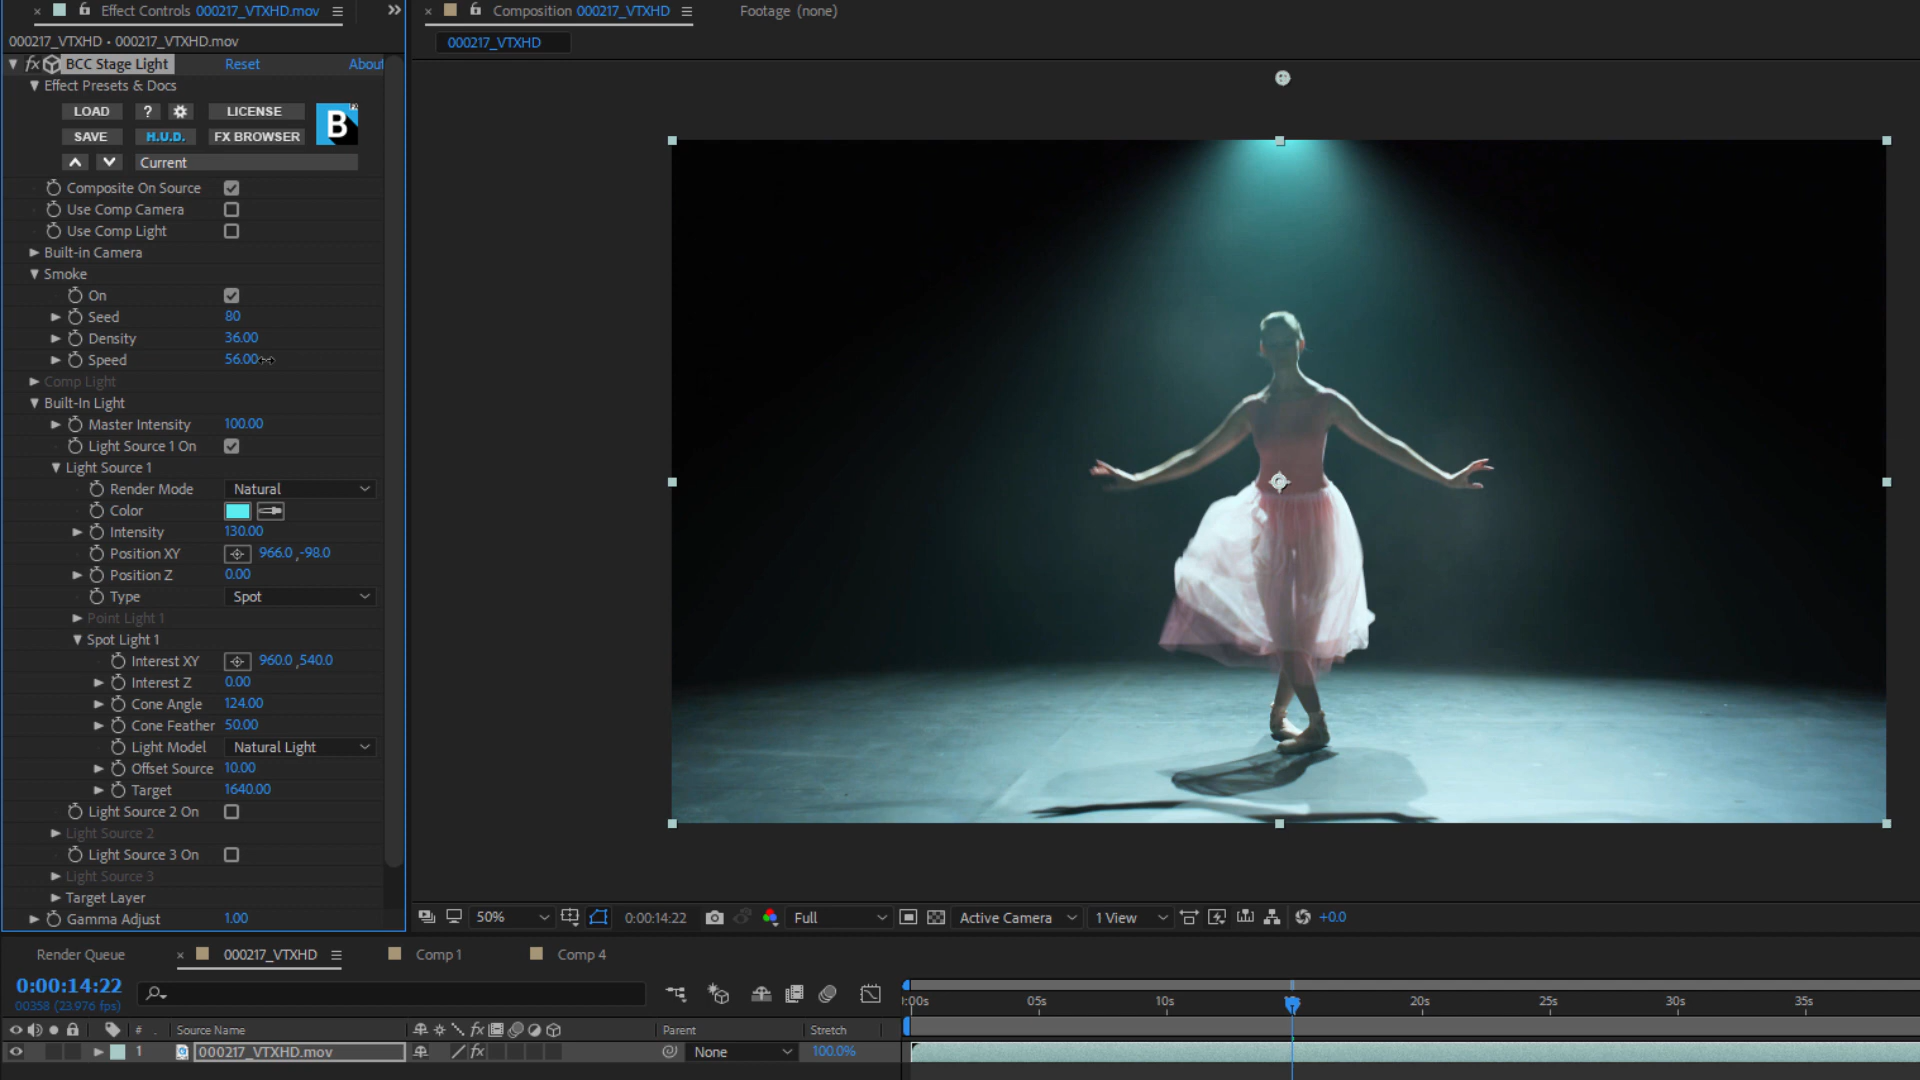 Effect Controls 000217_VTXHD.mov
000217_VTXHD • 000217_VTXHD.mov
fx BCC Stage Light Reset About
Effect Presets & Docs
LOAD ? LICENSE
SAVE H.U.D. FX BROWSER
B FX
Current
Composite On Source
Use Comp Camera
Use Comp Light
Built-in Camera
Smoke
On
Seed 80
Density 36.00
Speed 56.00
Comp Light
Built-In Light
Master Intensity 100.00
Light Source 1 On
Light Source 1
Render Mode Natural
Color
Intensity 130.00
Position XY 966.0 ,-98.0
Position Z 0.00
Type Spot
Point Light 1
Spot Light 1
Interest XY 960.0 ,540.0
Interest Z 0.00
Cone Angle 124.00
Cone Feather 50.00
Light Model Natural Light
Offset Source 10.00
Target 1640.00
Light Source 2 On
Light Source 2
Light Source 3 On
Light Source 3
Target Layer
Gamma Adjust 1.00
Composition 000217_VTXHD
Footage (none)
000217_VTXHD
50% 0:00:14:22 Full Active Camera 1 View +0.0
Render Queue 000217_VTXHD Comp 1 Comp 4
0:00:14:22
00358 (23.976 fps)
:00s 05s 10s 20s 25s 30s 35s
# Source Name fx Parent Stretch
1 000217_VTXHD.mov fx None 100.0%